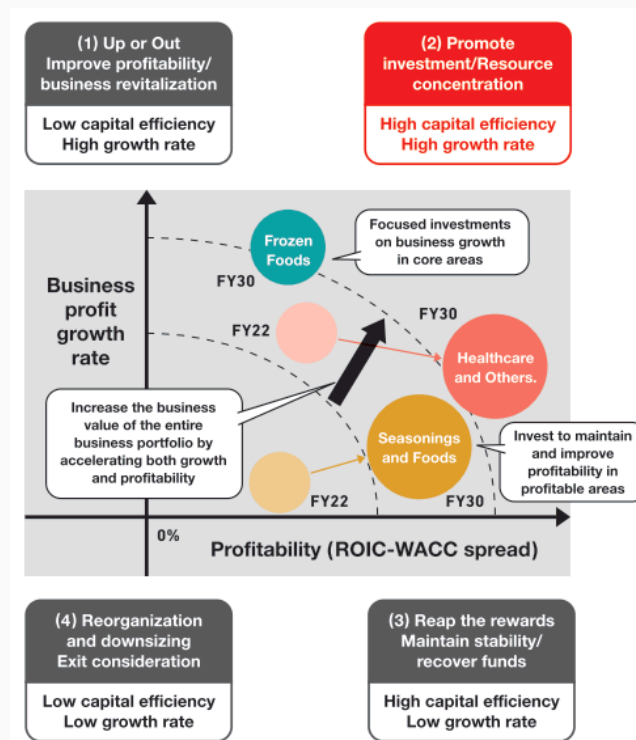 (1) Up or Out
Improve profitability/
business revitalization
Low capital efficiency
High growth rate
(2) Promote
investment/Resource
concentration
High capital efficiency
High growth rate
Business
profit
growth
rate
Frozen
Foods
FY30
Focused investments
on business growth
in core areas
FY22
FY30
Healthcare
and Others.
Increase the business
value of the entire
business portfolio by
accelerating both growth
and profitability
Seasonings
and Foods
Invest to maintain
and improve
profitability in
profitable areas
FY22
FY30
0%
Profitability (ROIC-WACC spread)
(4) Reorganization
and downsizing
Exit consideration
Low capital efficiency
Low growth rate
(3) Reap the rewards
Maintain stability/
recover funds
High capital efficiency
Low growth rate